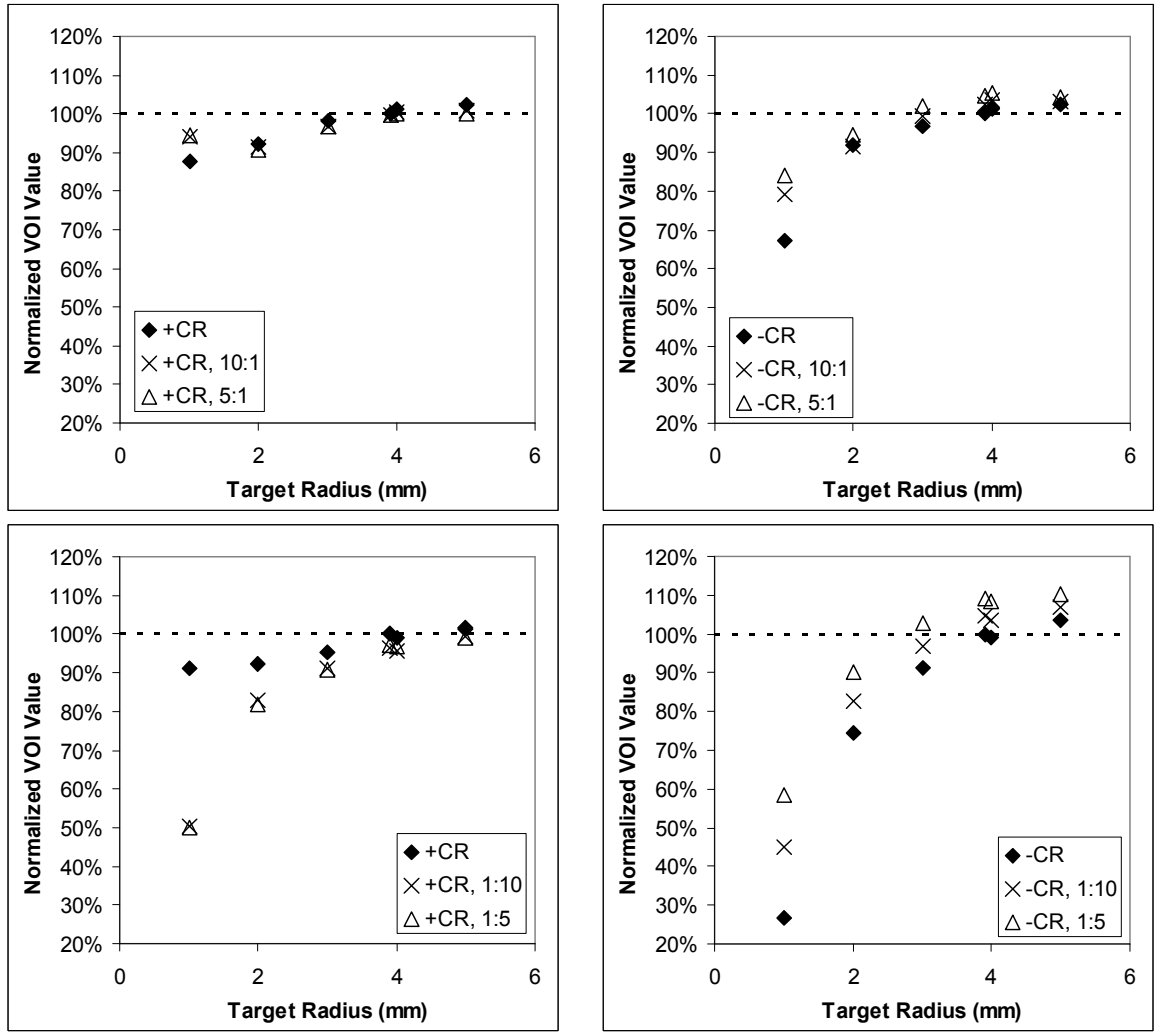 120%
110%
100%
90%
80%
70%
60%
50%
40%
30%
20%
Normalized VOI Value
+CR
+CR, 10:1
+CR, 5:1
0 2 4 6
Target Radius (mm)
120%
110%
100%
90%
80%
70%
60%
50%
40%
30%
20%
Normalized VOI Value
-CR
-CR, 10:1
-CR, 5:1
0 2 4 6
Target Radius (mm)
120%
110%
100%
90%
80%
70%
60%
50%
40%
30%
20%
Normalized VOI Value
+CR
+CR, 1:10
+CR, 1:5
0 2 4 6
Target Radius (mm)
120%
110%
100%
90%
80%
70%
60%
50%
40%
30%
20%
Normalized VOI Value
-CR
-CR, 1:10
-CR, 1:5
0 2 4 6
Target Radius (mm)